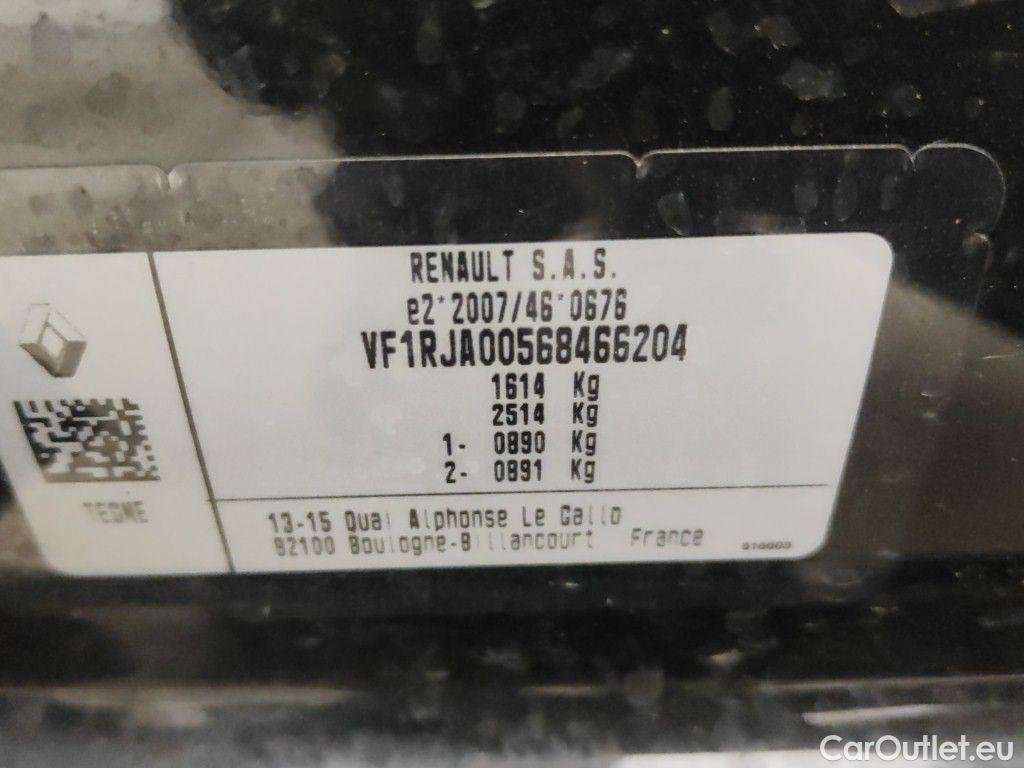 RENAULT S.A.S.
e2*2007/46*0676
VF1RJA00568466204
1614 Kg
2514 Kg
1- 0890 Kg
2- 0891 Kg
TEGNE
13-15 Quai Alphonse Le Gallo
92100 Boulogne-Billancourt France
CarOutlet.eu